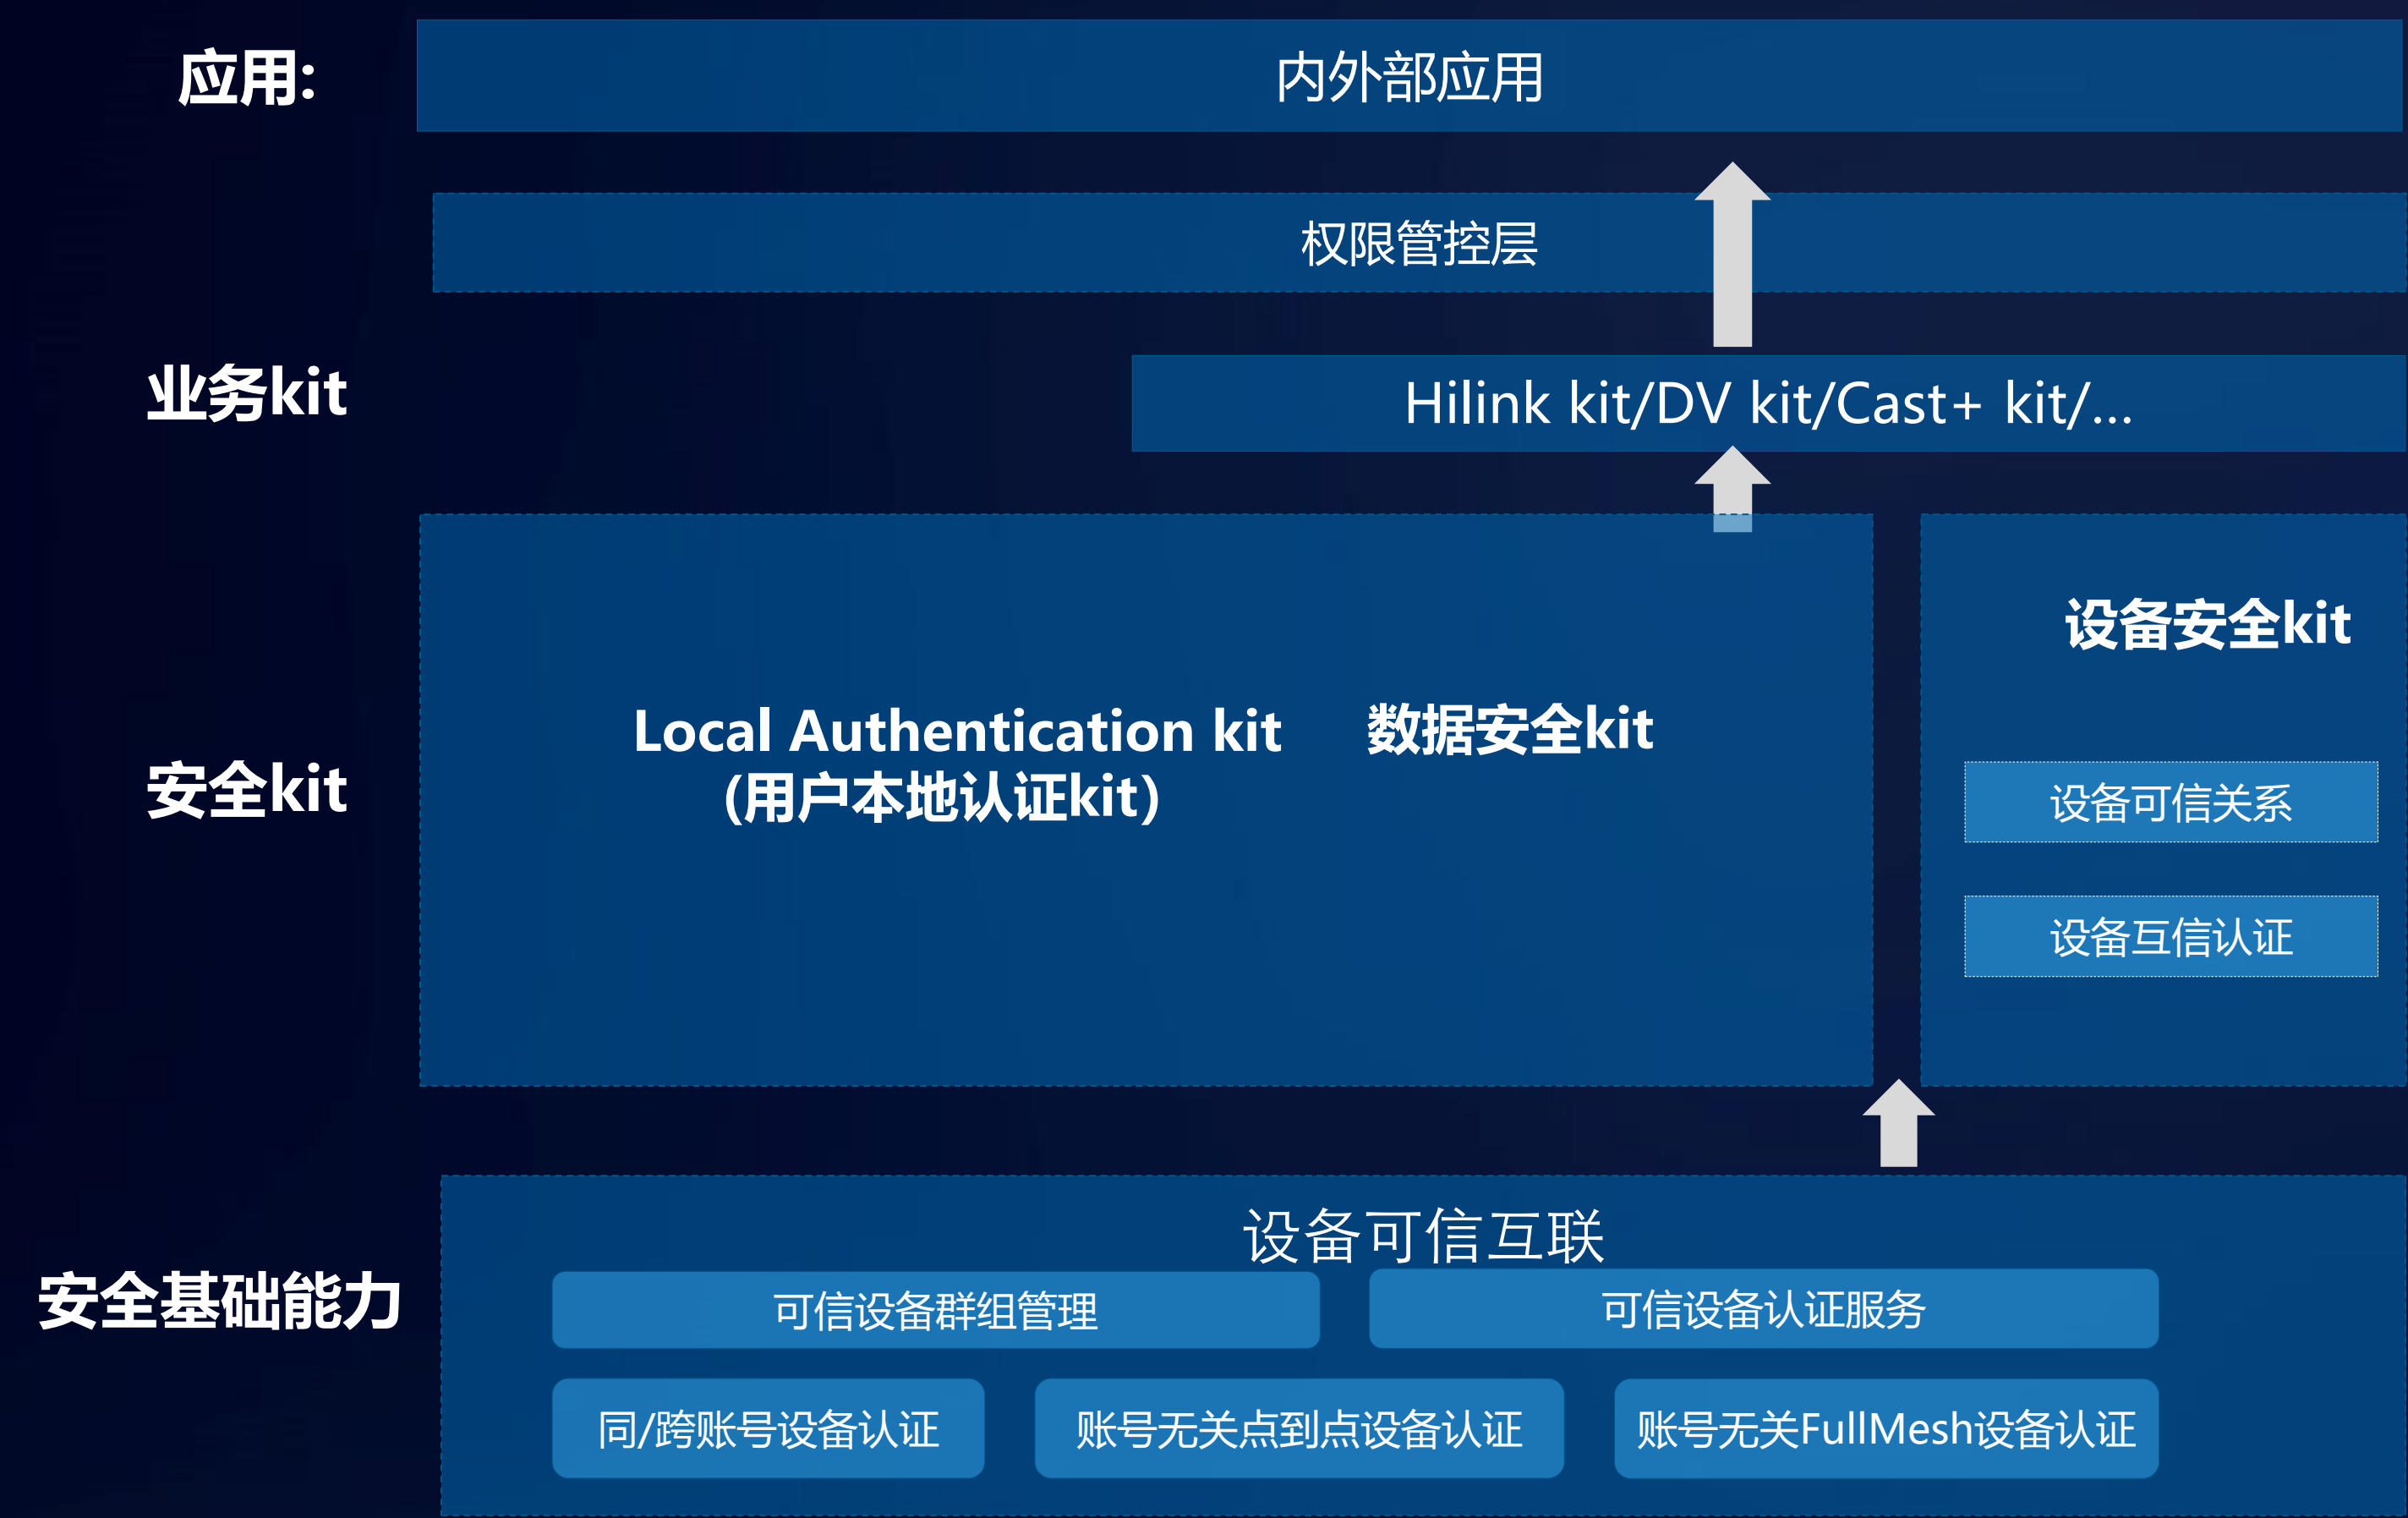 应用:
内外部应用
权限管控层
业务kit
Hilink kit/DV kit/Cast+ kit/...
安全kit
Local Authentication kit
(用户本地认证kit)
数据安全kit
设备安全kit
设备可信关系
设备互信认证
安全基础能力
设备可信互联
可信设备群组管理
可信设备认证服务
同/跨账号设备认证
账号无关点到点设备认证
账号无关FullMesh设备认证